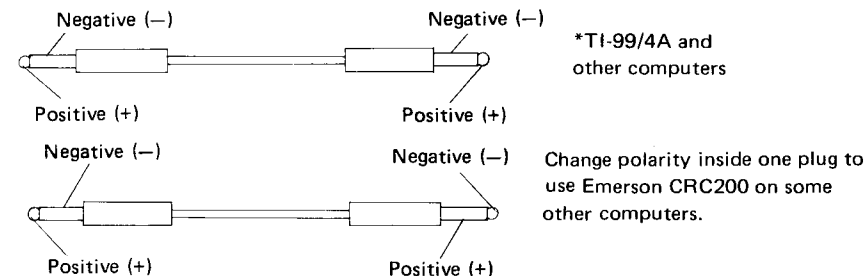 Negative (—)
Negative (—)
*TI-99/4A and
other computers
Positive (+)
Positive (+)
Negative (—)
Negative (—)
Change polarity inside one plug to
use Emerson CRC200 on some
other computers.
Positive (+)
Positive (+)